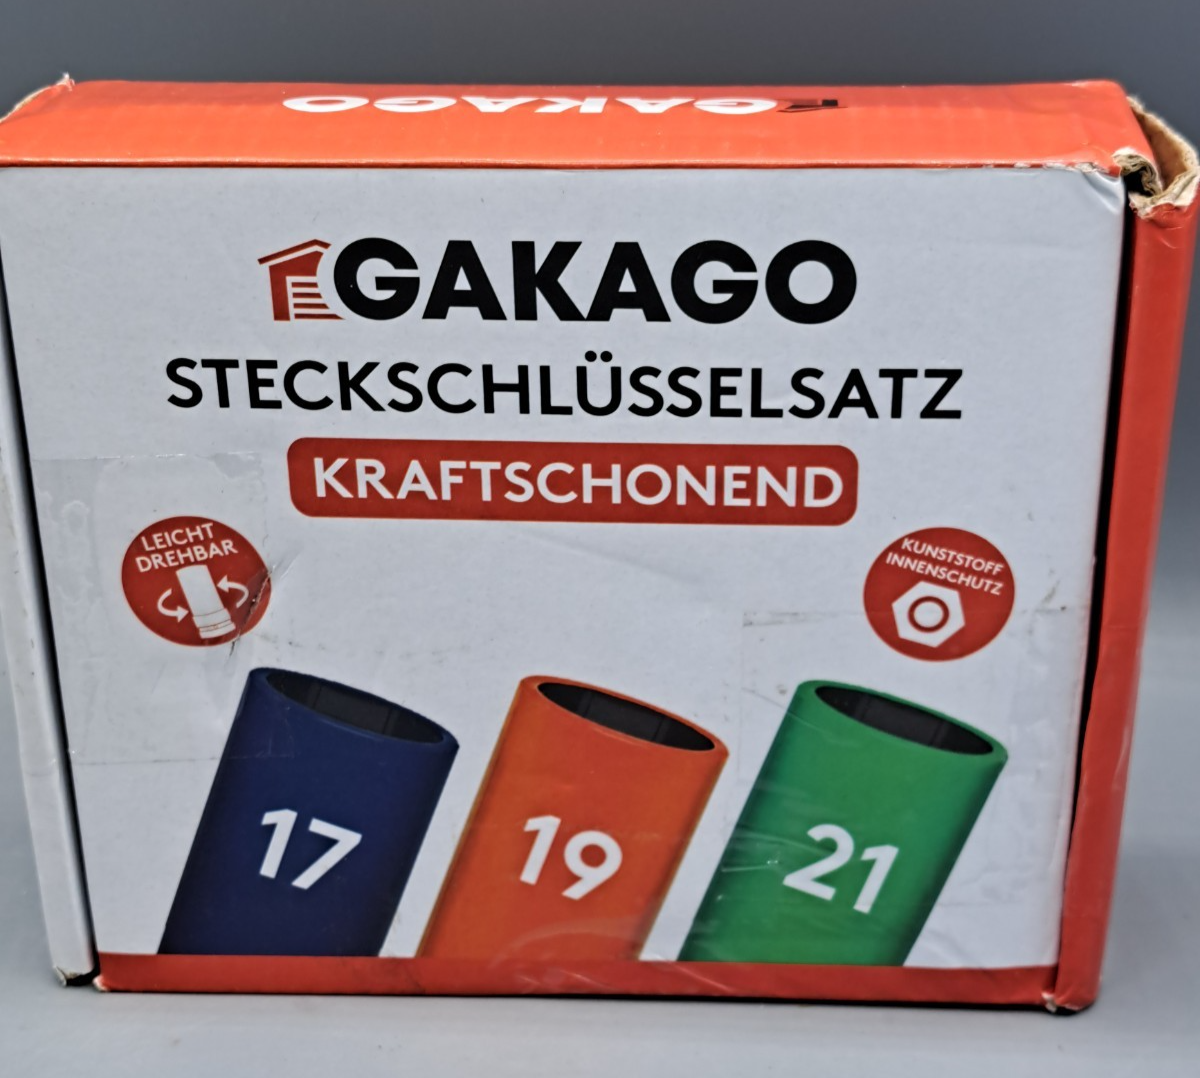 GAKAGO
GAKAGO
STECKSCHLÜSSELSATZ
KRAFTSCHONEND
LEICHT
DREHBAR
KUNSTSTOFF
INNENSCHUTZ
17
19
21